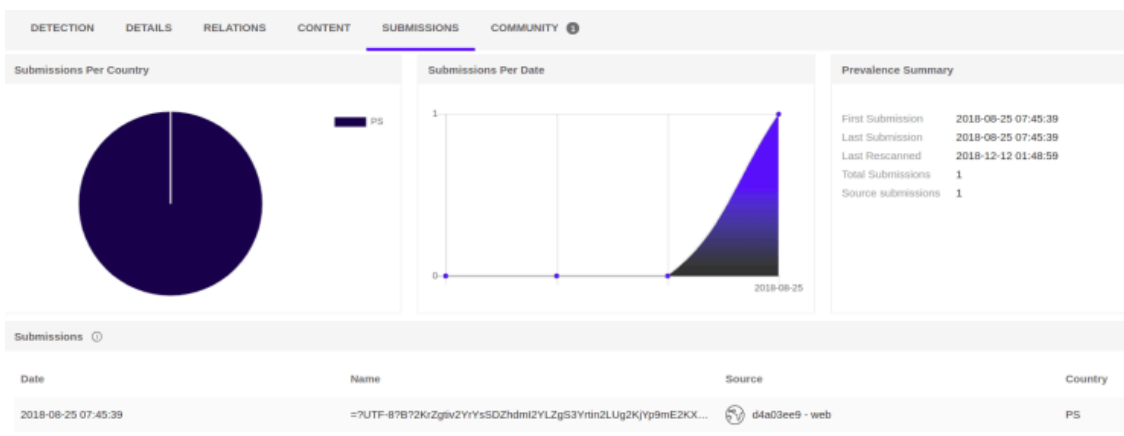 DETECTION DETAILS RELATIONS CONTENT SUBMISSIONS COMMUNITY 1
Submissions Per Country
PS
Submissions Per Date
1
0
2018-08-25
Prevalence Summary
First Submission 2018-08-25 07:45:39
Last Submission 2018-08-25 07:45:39
Last Rescanned 2018-12-12 01:48:59
Total Submissions 1
Source submissions 1
Submissions
Date Name Source Country
2018-08-25 07:45:39 =?UTF-8?B?2KrZgtiv2YrYsSDZhdmI2YLZgS3Yrtin2LUg2KjYp9mE2KX... d4a03ee9 - web PS